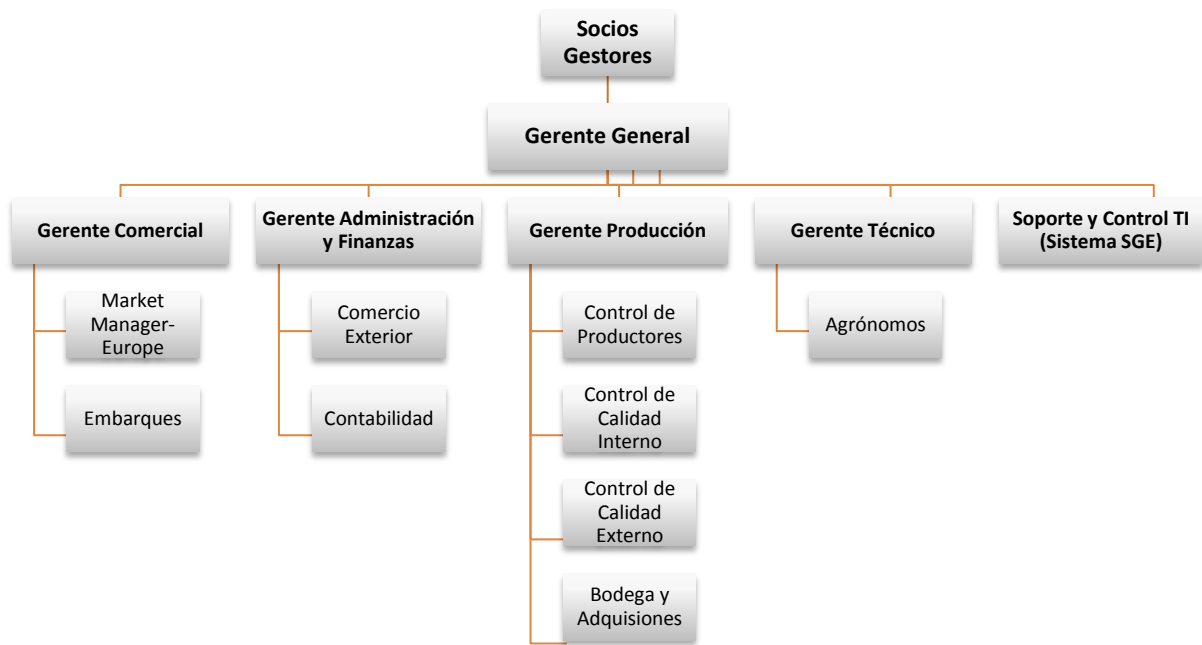 Socios
Gestores
Gerente General
Gerente Comercial
Gerente Administración
y Finanzas
Gerente Producción
Gerente Técnico
Soporte y Control TI
(Sistema SGE)
Market
Manager-
Europe
Embarques
Comercio
Exterior
Contabilidad
Control de
Productores
Control de
Calidad
Interno
Control de
Calidad
Externo
Bodega y
Adquisiones
Agrónomos